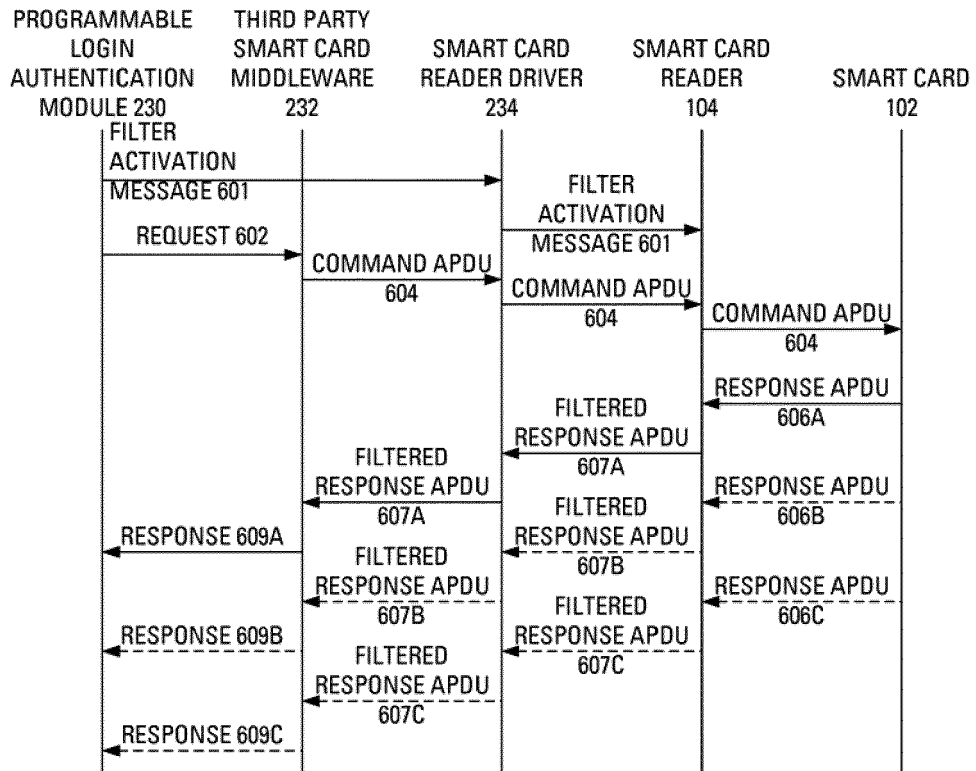 PROGRAMMABLE
LOGIN
AUTHENTICATION
MODULE 230
THIRD PARTY
SMART CARD
MIDDLEWARE
232
SMART CARD
READER DRIVER
234
SMART CARD
READER
104
SMART CARD
102
FILTER
ACTIVATION
MESSAGE 601
FILTER
ACTIVATION
MESSAGE 601
REQUEST 602
COMMAND APDU
604
COMMAND APDU
604
COMMAND APDU
604
RESPONSE APDU
606A
FILTERED
RESPONSE APDU
607A
FILTERED
RESPONSE APDU
607A
RESPONSE 609A
RESPONSE APDU
606B
FILTERED
RESPONSE APDU
607B
FILTERED
RESPONSE APDU
607B
RESPONSE 609B
RESPONSE APDU
606C
FILTERED
RESPONSE APDU
607C
FILTERED
RESPONSE APDU
607C
RESPONSE 609C